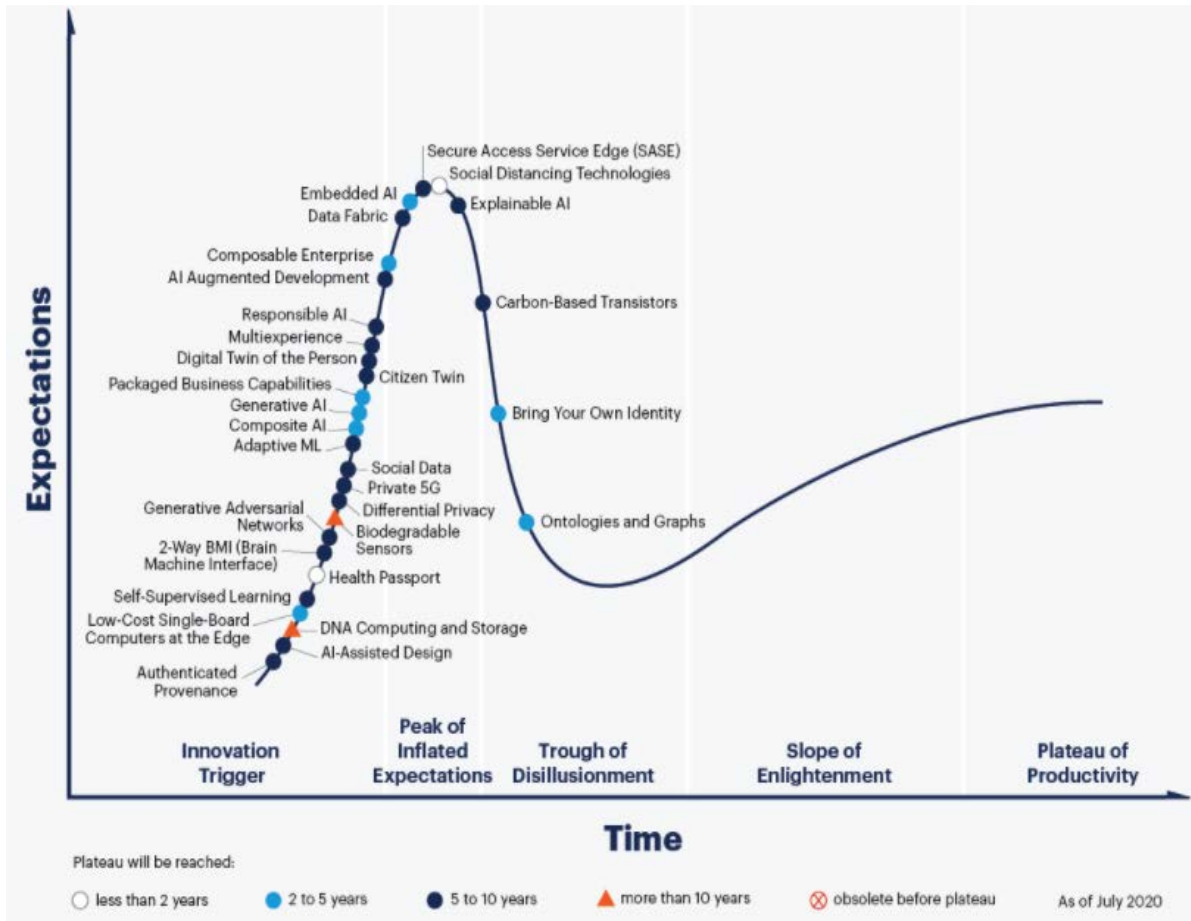 Secure Access Service Edge (SASE)
Social Distancing Technologies
Embedded AI
Explainable AI
Data Fabric
Composable Enterprise
AI Augmented Development
Carbon-Based Transistors
Responsible AI
Multiexperience
Digital Twin of the Person
Citizen Twin
Packaged Business Capabilities
Generative AI
Bring Your Own Identity
Composite AI
Adaptive ML
Social Data
Private 5G
Generative Adversarial
Networks
Differential Privacy
Biodegradable
Sensors
Ontologies and Graphs
2-Way BMI (Brain
Machine Interface)
Health Passport
Self-Supervised Learning
Low-Cost Single-Board
Computers at the Edge
DNA Computing and Storage
AI-Assisted Design
Authenticated
Provenance
Expectations
Innovation
Trigger
Peak of
Inflated
Expectations
Trough of
Disillusionment
Slope of
Enlightenment
Plateau of
Productivity
Time
Plateau will be reached:
less than 2 years
2 to 5 years
5 to 10 years
more than 10 years
obsolete before plateau
As of July 2020